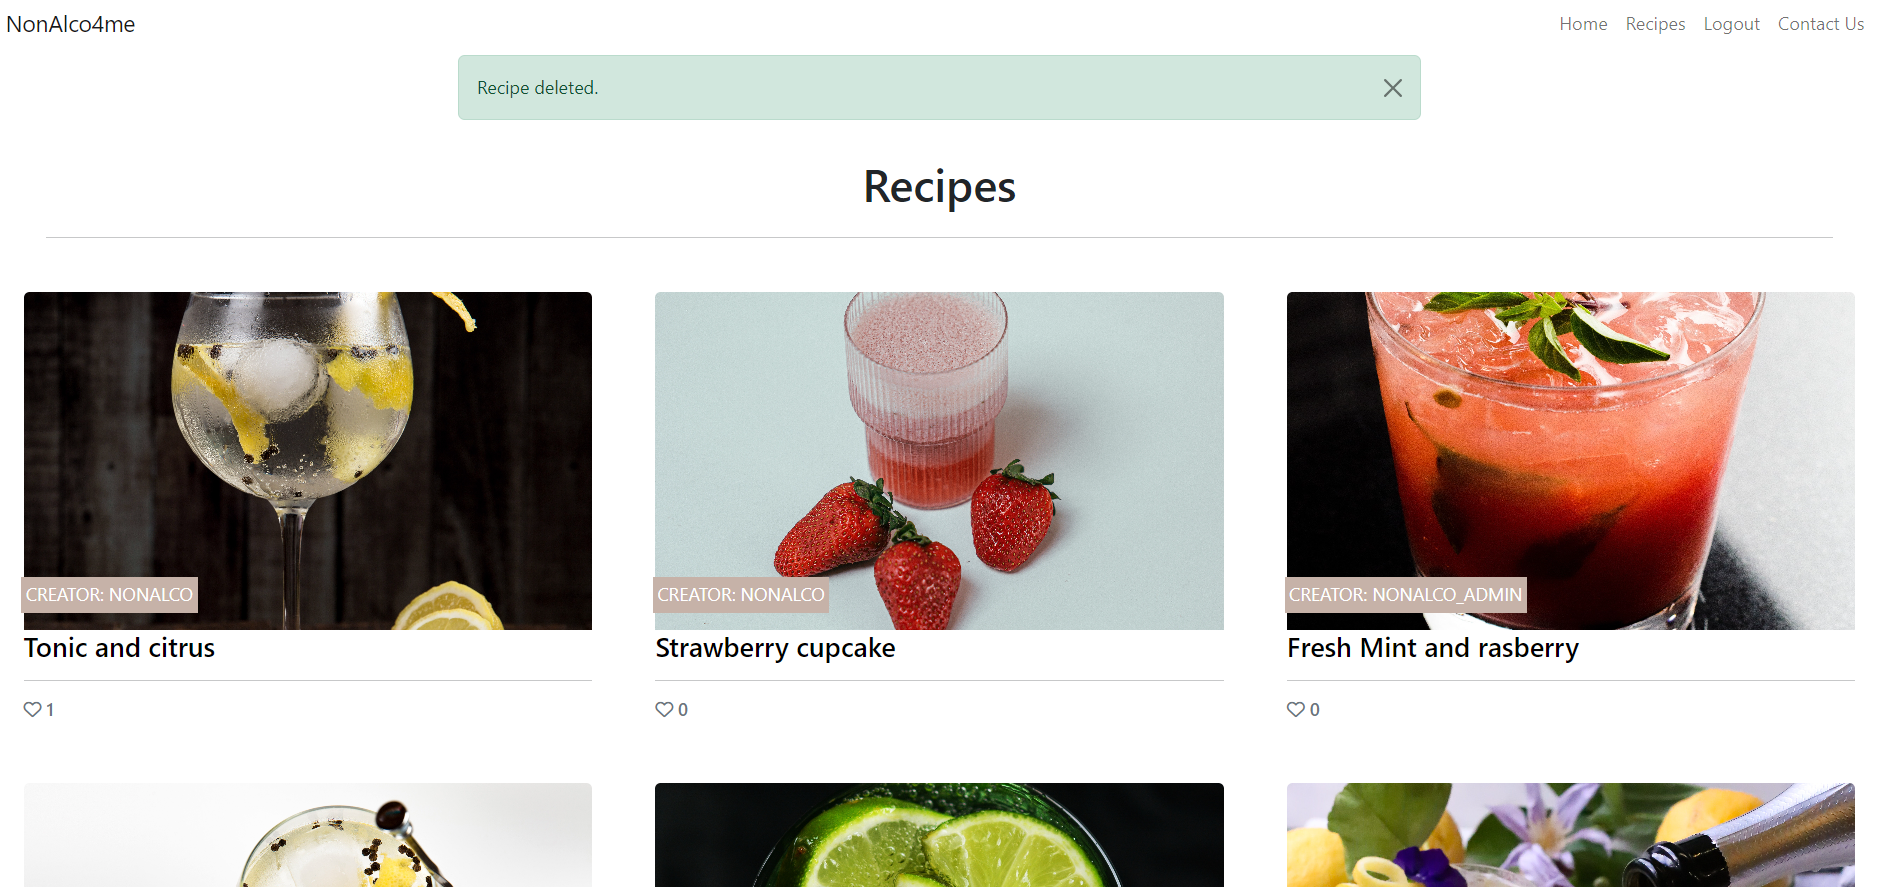 NonAlco4me
Home Recipes Logout Contact Us
Recipe deleted.
Recipes
CREATOR: NONALCO
Tonic and citrus
1
CREATOR: NONALCO
Strawberry cupcake
0
CREATOR: NONALCO_ADMIN
Fresh Mint and rasberry
0